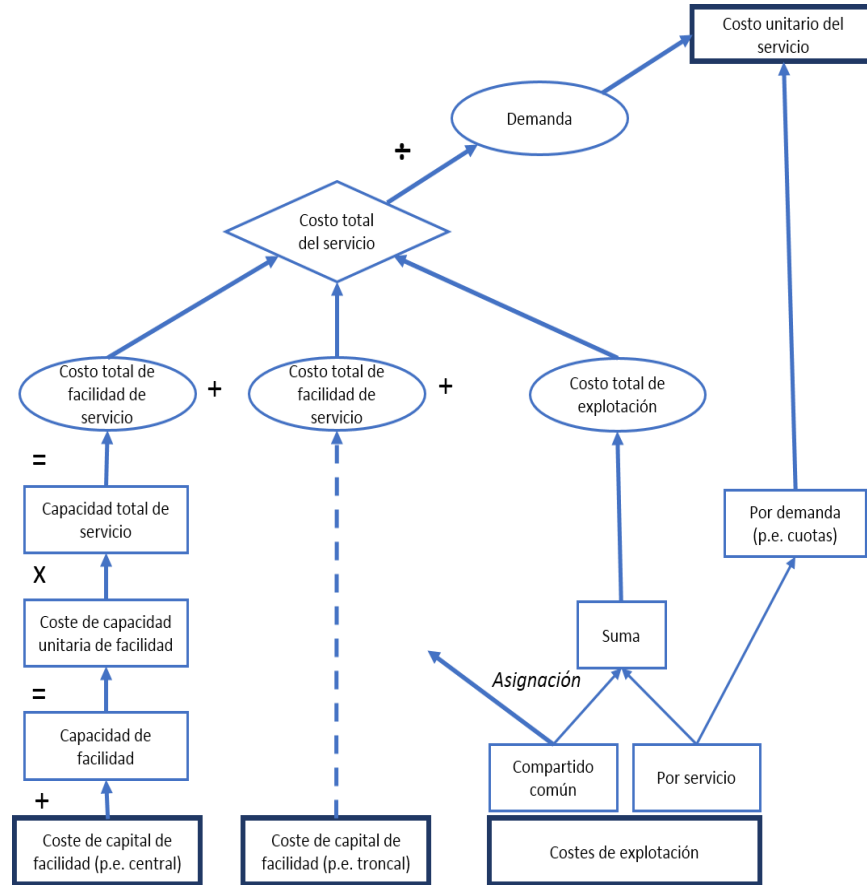 Costo unitario del
servicio
Demanda
÷
Costo total
del servicio
Costo total de
facilidad de
servicio
+
Costo total de
facilidad de
servicio
+
Costo total de
explotación
=
Capacidad total de
servicio
Por demanda
(p.e. cuotas)
X
Coste de capacidad
unitaria de facilidad
Suma
Asignación
=
Capacidad de
facilidad
Compartido
común
Por servicio
+
Coste de capital de
facilidad (p.e. central)
Coste de capital de
facilidad (p.e. troncal)
Costes de explotación